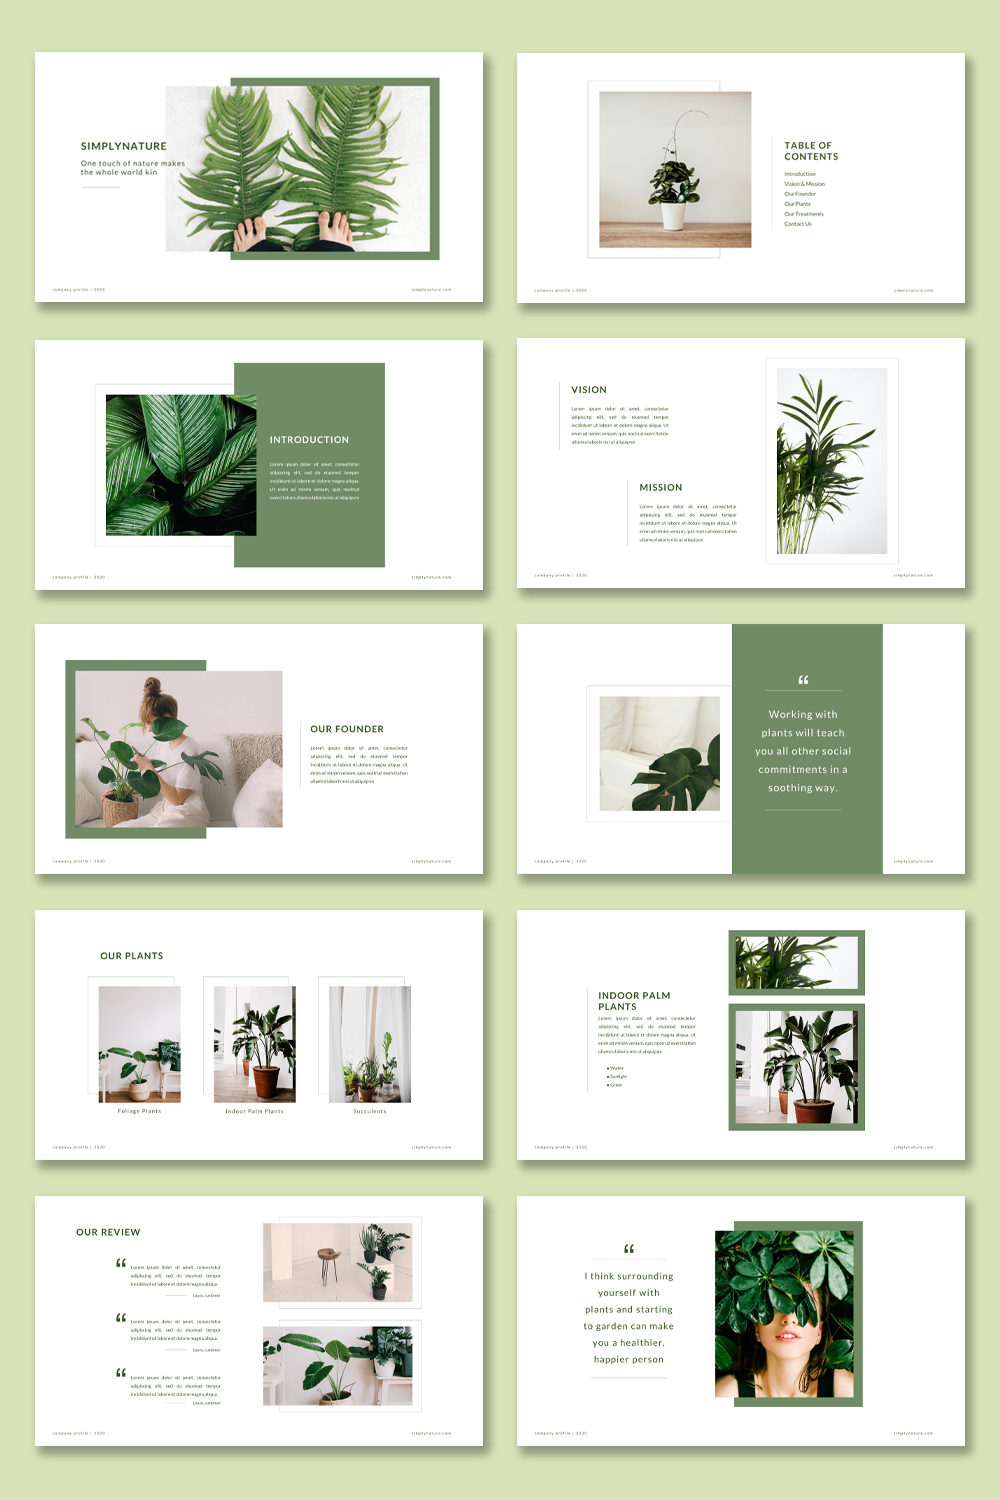 SIMPLYNATURE
One touch of nature makes
the whole world kin
company profile | 2020
simplynature.com
TABLE OF
CONTENTS
Introduction
Vision & Mission
Our Founder
Our Plants
Our Treatments
Contact Us
company profile | 2020
simplynature.com
INTRODUCTION
Lorem ipsum dolor sit amet, consectetur
adipiscing elit, sed do eiusmod tempor
incididunt ut labore et dolore magna aliqua.
Ut enim ad minim veniam, quis nostrud
exercitation ullamco laboris nisi ut aliquip ex
company profile | 2020
simplynature.com
VISION
Lorem ipsum dolor sit amet, consectetur
adipiscing elit, sed do eiusmod tempor
incididunt ut labore et dolore magna aliqua. Ut
enim ad minim veniam, quis nostrud exercitation
ullamco laboris nisi ut aliquip ex
MISSION
Lorem ipsum dolor sit amet, consectetur
adipiscing elit, sed do eiusmod tempor
incididunt ut labore et dolore magna aliqua. Ut
enim ad minim veniam, quis nostrud exercitation
ullamco laboris nisi ut aliquip ex
company profile | 2020
simplynature.com
OUR FOUNDER
Lorem ipsum dolor sit amet, consectetur
adipiscing elit, sed do eiusmod tempor
incididunt ut labore et dolore magna aliqua. Ut
enim ad minim veniam, quis nostrud exercitation
ullamco laboris nisi ut aliquip ex
company profile | 2020
simplynature.com
“
Working with
plants will teach
you all other social
commitments in a
soothing way.
company profile | 2020
simplynature.com
OUR PLANTS
Foliage Plants
Indoor Palm Plants
Succulents
company profile | 2020
simplynature.com
INDOOR PALM
PLANTS
Lorem ipsum dolor sit amet, consectetur
adipiscing elit, sed do eiusmod tempor
incididunt ut labore et dolore magna aliqua. Ut
enim ad minim veniam, quis nostrud exercitation
ullamco laboris nisi ut aliquip ex
• Water
• Sunlight
• Grow
company profile | 2020
simplynature.com
OUR REVIEW
“
Lorem ipsum dolor sit amet, consectetur
adipiscing elit, sed do eiusmod tempor
incididunt ut labore et dolore magna aliqua.
Laura, customer
“
Lorem ipsum dolor sit amet, consectetur
adipiscing elit, sed do eiusmod tempor
incididunt ut labore et dolore magna aliqua.
Laura, customer
“
Lorem ipsum dolor sit amet, consectetur
adipiscing elit, sed do eiusmod tempor
incididunt ut labore et dolore magna aliqua.
Laura, customer
company profile | 2020
simplynature.com
“
I think surrounding
yourself with
plants and starting
to garden can make
you a healthier,
happier person
company profile | 2020
simplynature.com